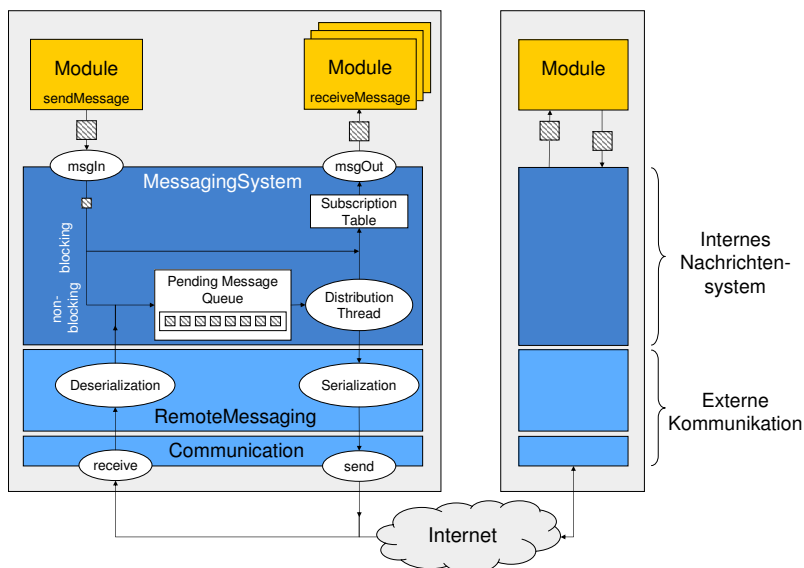 Module
sendMessage
Module
receiveMessage
Module
msgIn
msgOut
MessagingSystem
Subscription
Table
blocking
non-
blocking
Pending Message
Queue
Distribution
Thread
Internes
Nachrichten-
system
Deserialization
Serialization
RemoteMessaging
Externe
Kommunikation
Communication
receive
send
Internet